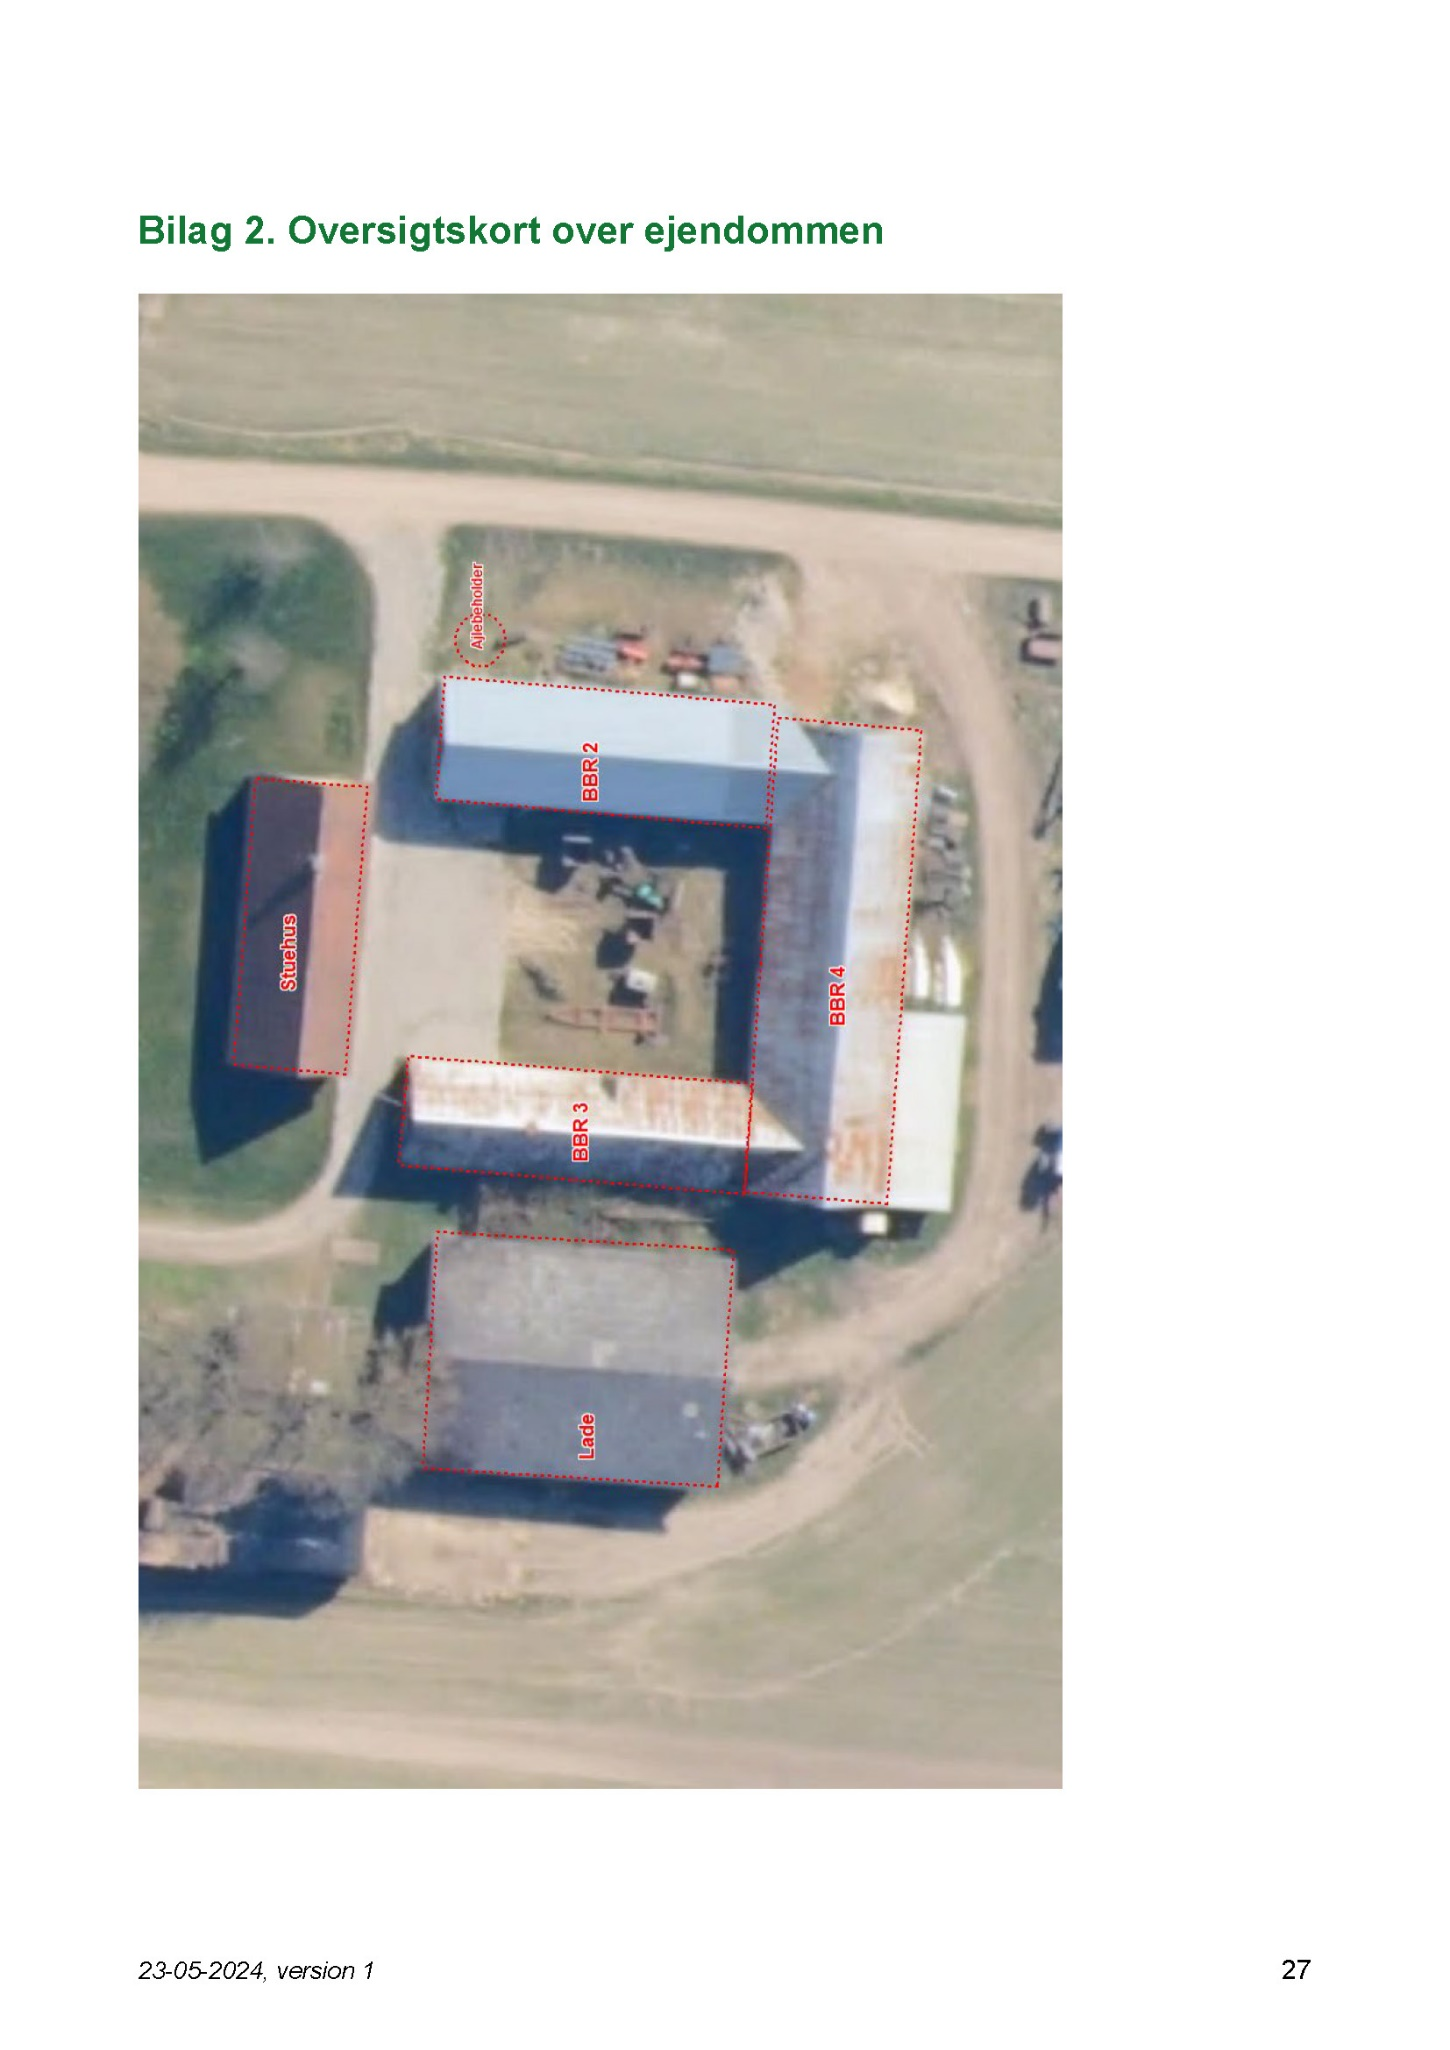 Bilag 2. Oversigtskort over ejendommen
Ajlebeholder
BBR 2
Stuehus
BBR 4
BBR 3
Lade
23-05-2024, version 1
27